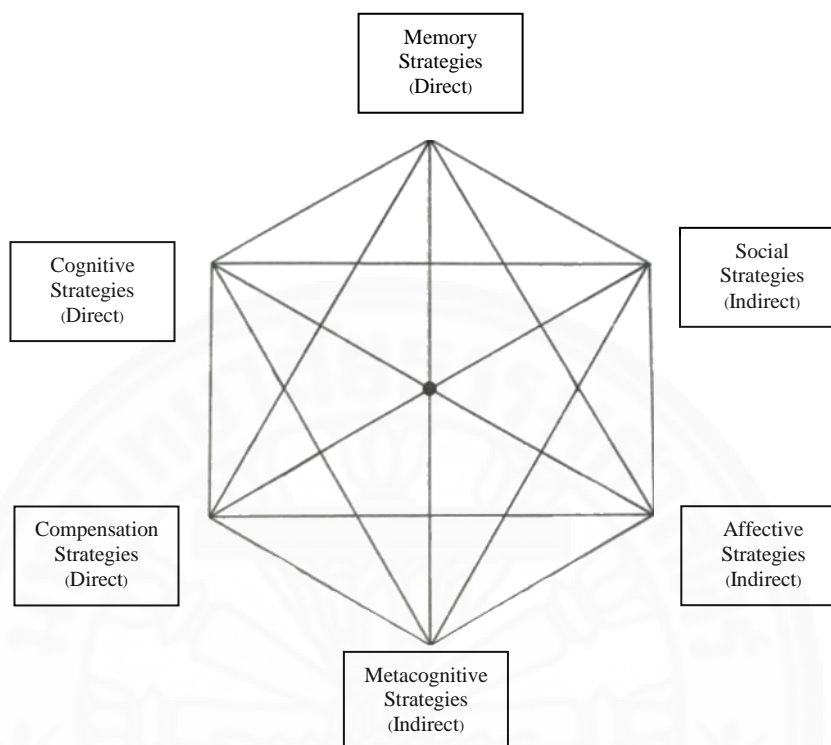 Memory
Strategies
(Direct)
Cognitive
Strategies
(Direct)
Social
Strategies
(Indirect)
Compensation
Strategies
(Direct)
Affective
Strategies
(Indirect)
Metacognitive
Strategies
(Indirect)